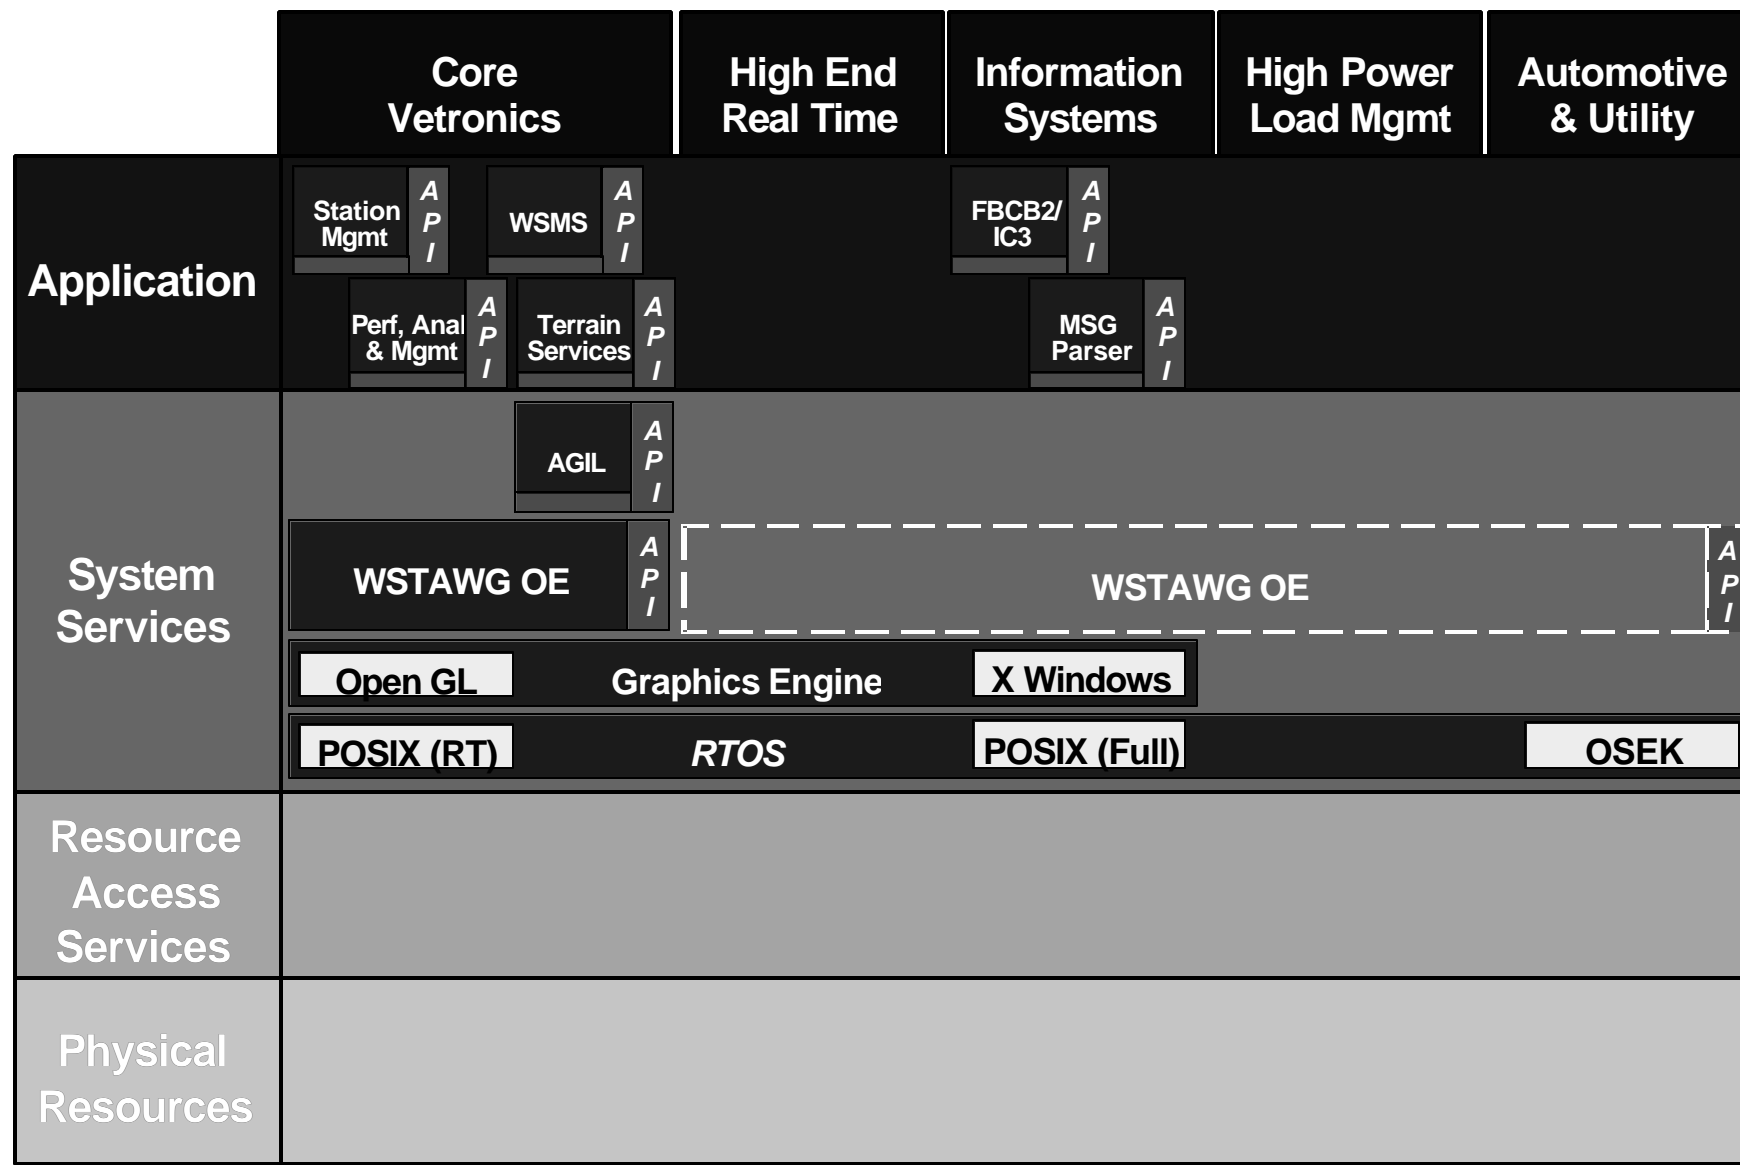 Core
Vetronics
High End
Real Time
Information
Systems
High Power
Load Mgmt
Automotive
& Utility
Application
Station
Mgmt
A
P
I
WSMS
A
P
I
FBCB2/
IC3
A
P
I
Perf, Anal
& Mgmt
A
P
I
Terrain
Services
A
P
I
MSG
Parser
A
P
I
System
Services
AGIL
A
P
I
WSTAWG OE
A
P
I
WSTAWG OE
A
P
I
Open GL
Graphics Engine
X Windows
POSIX (RT)
RTOS
POSIX (Full)
OSEK
Resource
Access
Services
Physical
Resources